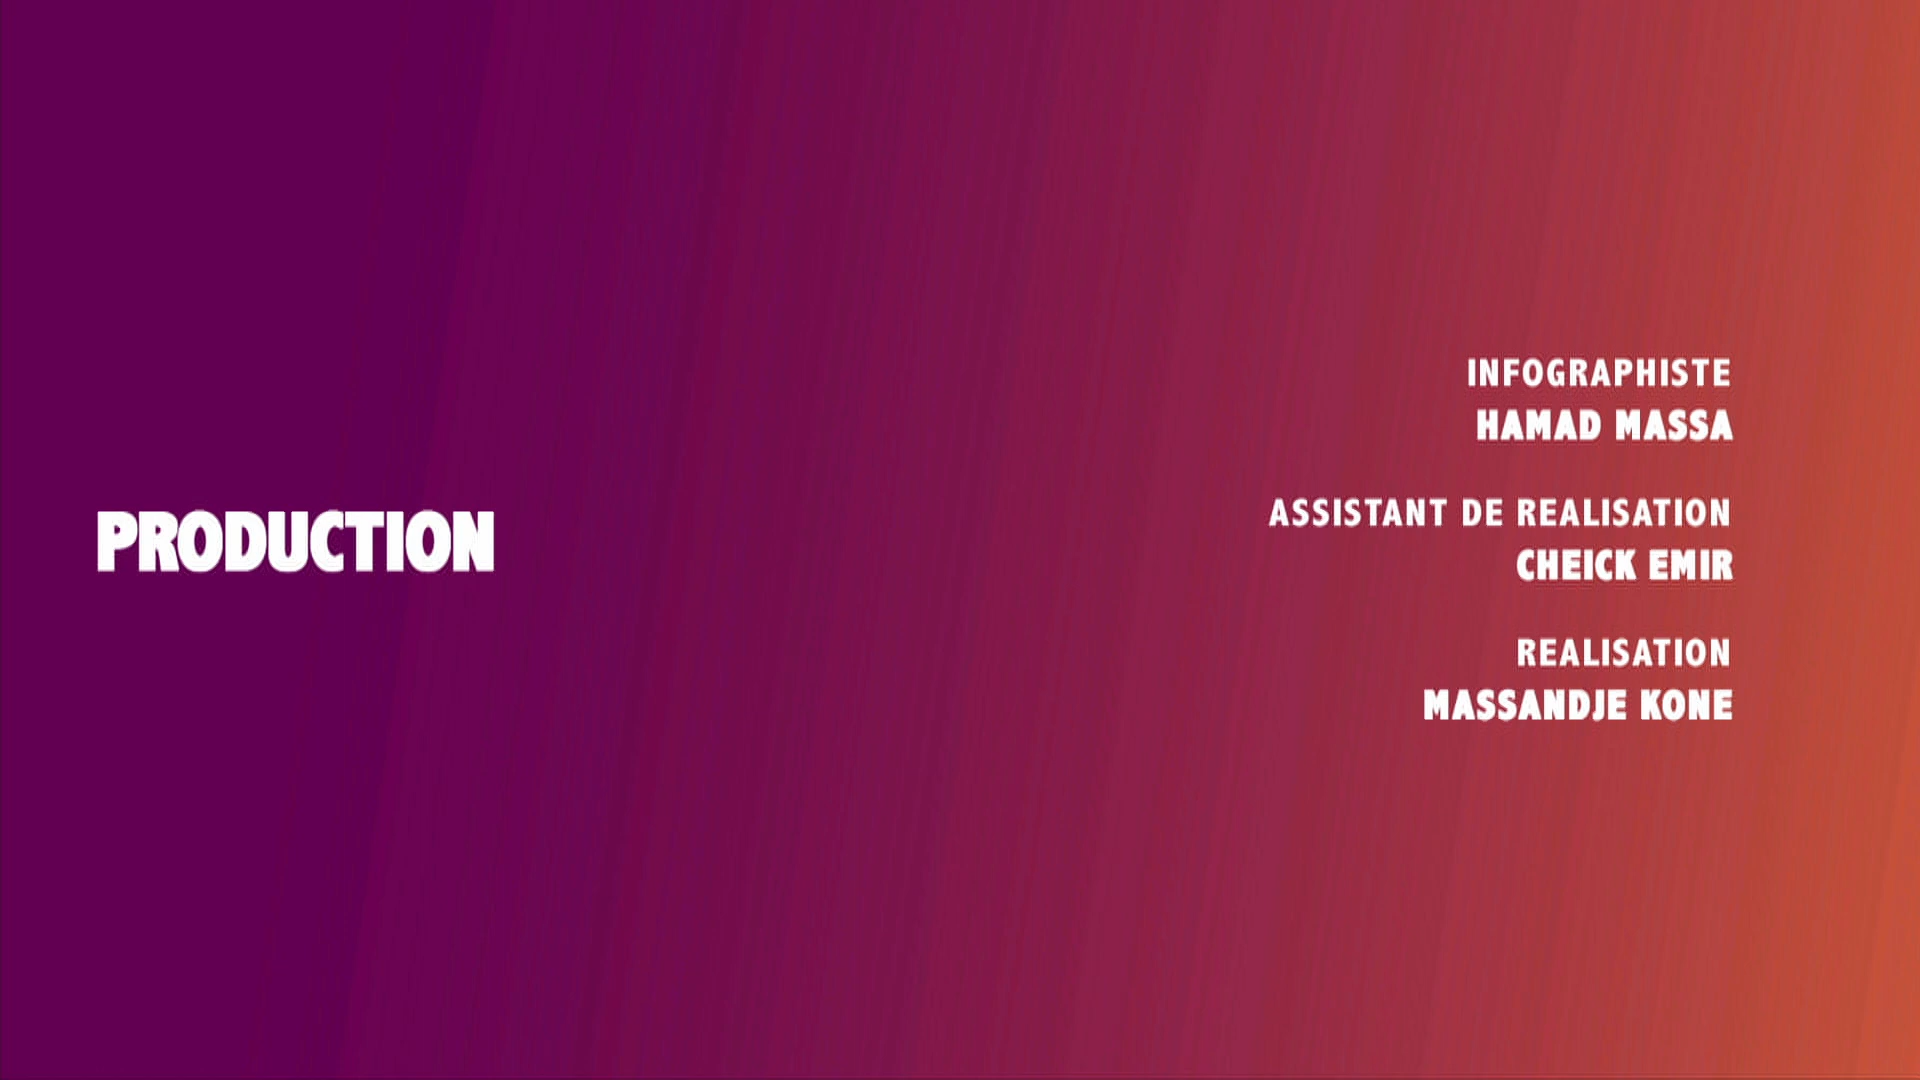 PRODUCTION
INFOGRAPHISTE
HAMAD MASSA
ASSISTANT DE REALISATION
CHEICK EMIR
REALISATION
MASSANDJE KONE